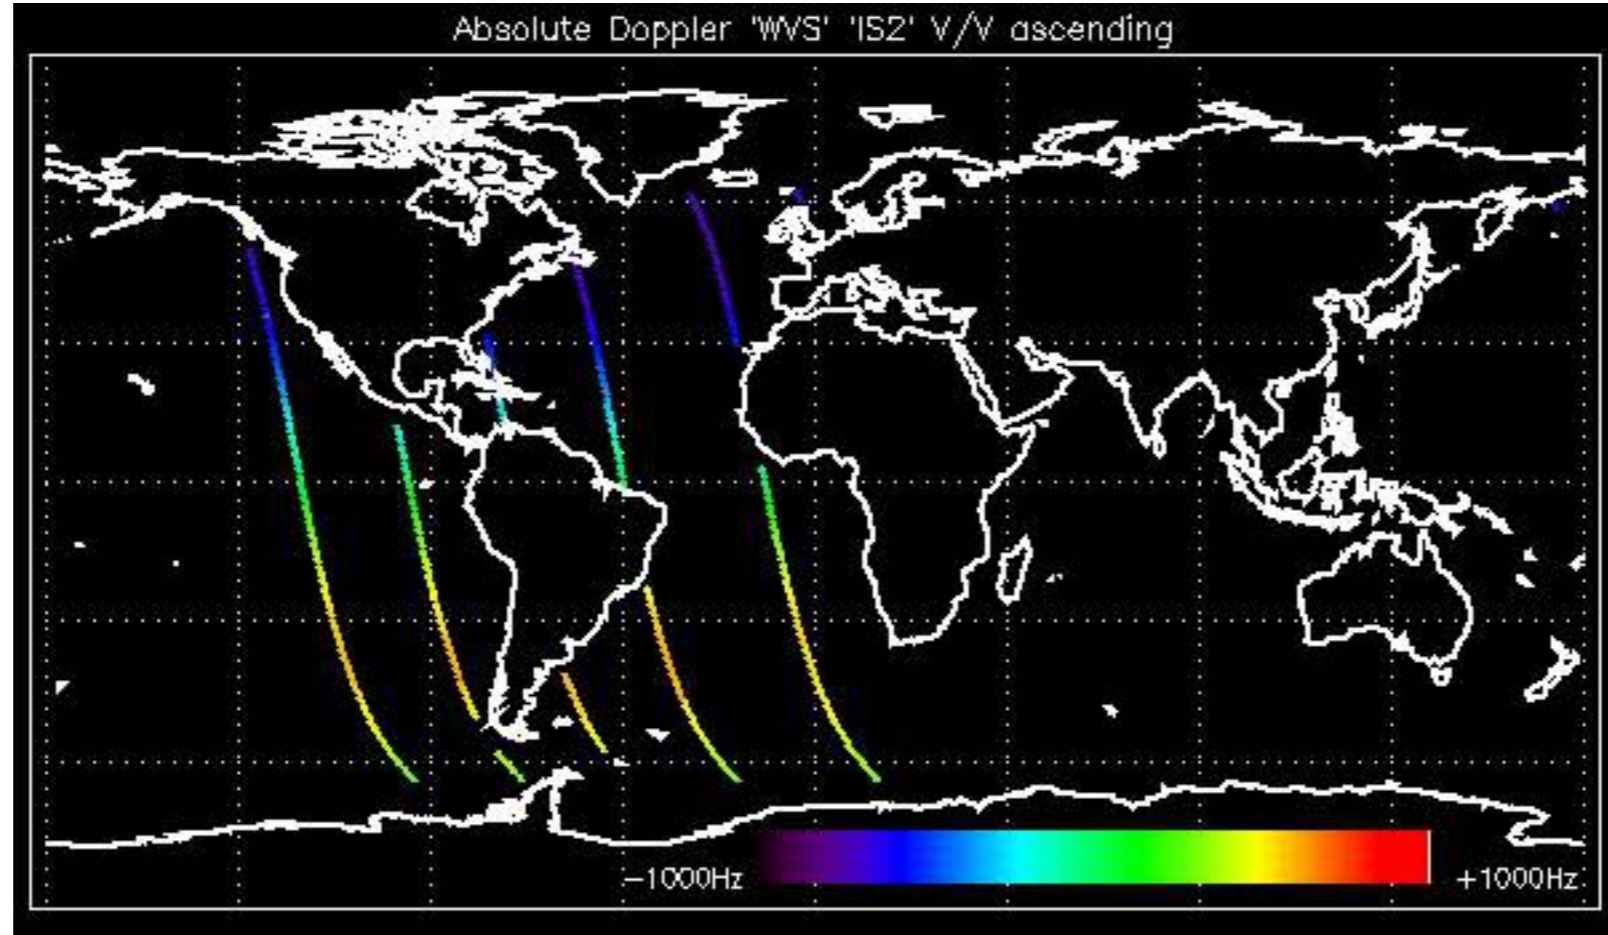 Absolute Doppler 'WVS' 'IS2' V/V ascending
-1000Hz +1000Hz